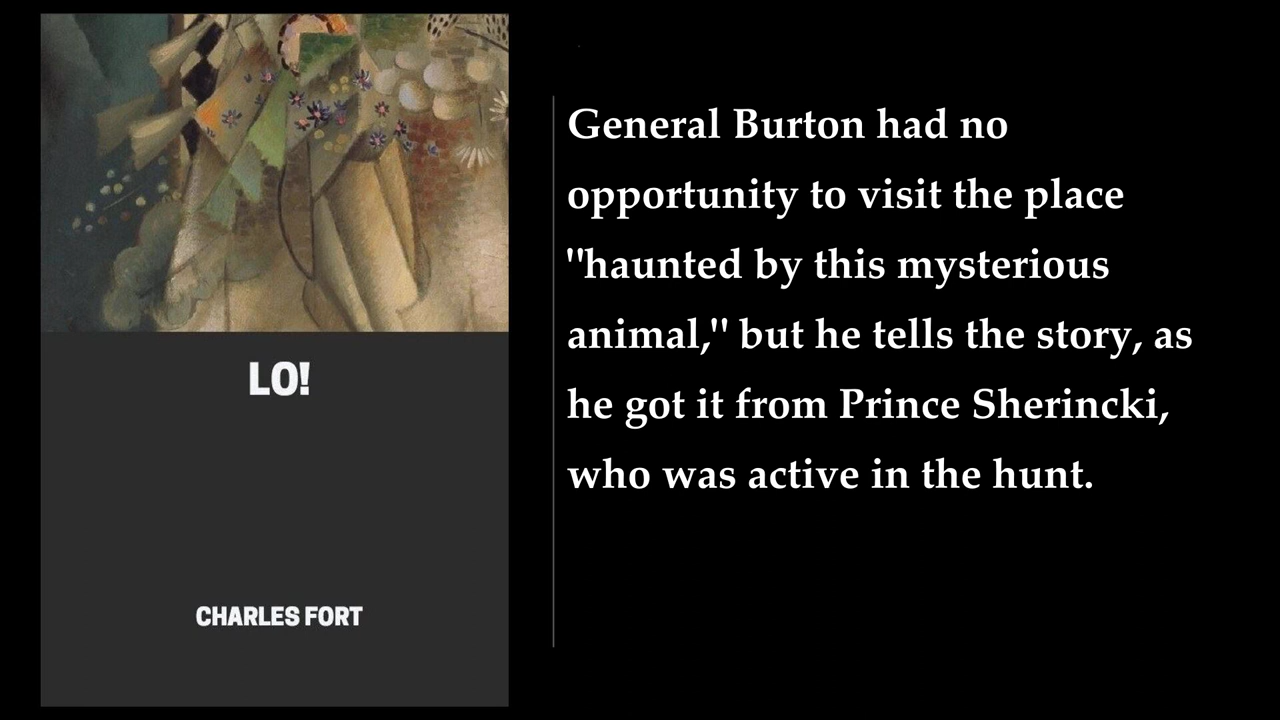 LO!
CHARLES FORT
General Burton had no
opportunity to visit the place
"haunted by this mysterious
animal," but he tells the story, as
he got it from Prince Sherincki,
who was active in the hunt.